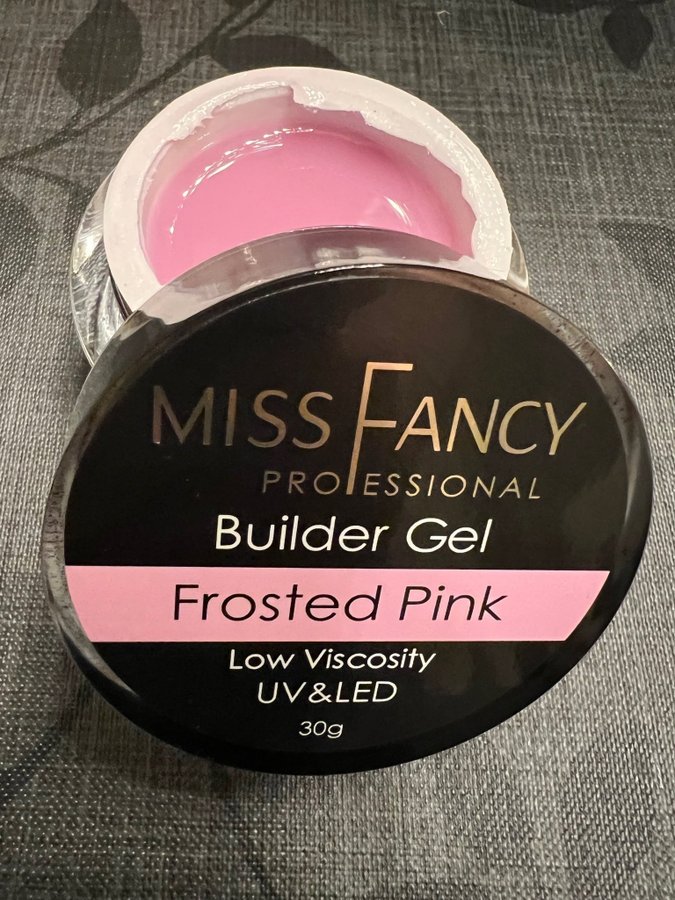 MISS FANCY
PROFESSIONAL
Builder Gel
Frosted Pink
Low Viscosity
UV&LED
30g